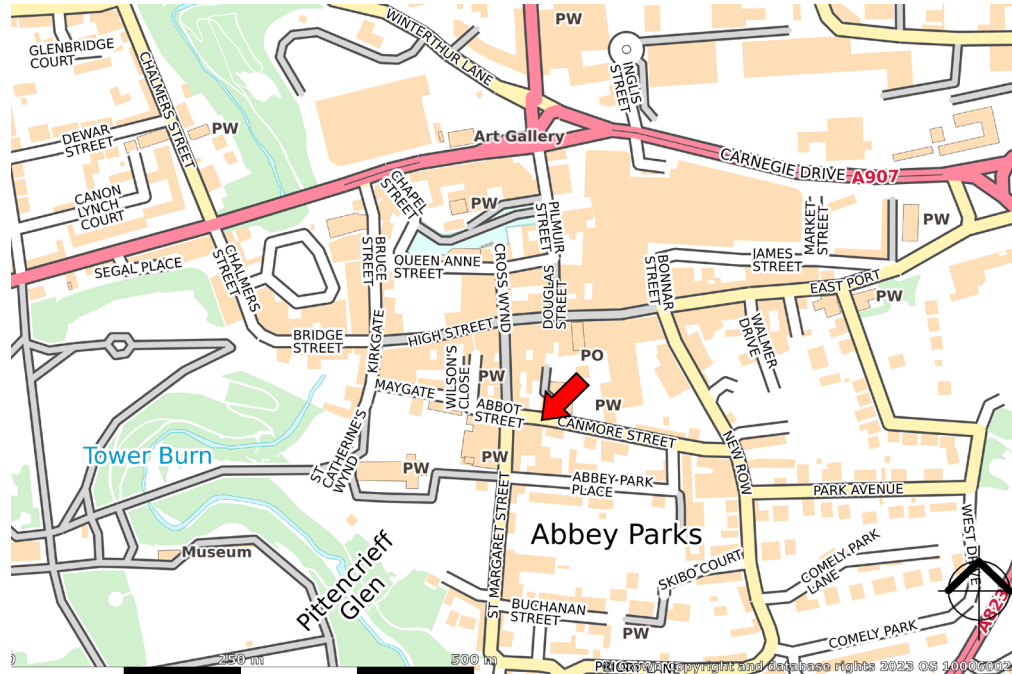 WINTERTHUR LANE
PW
GLENBRIDGE
COURT
CHALMERS STREET
INGLIS
STREET
PW
DEWAR
STREET
Art Gallery
CARNEGIE DRIVE
A907
CANON
LYNCH
COURT
CHAPEL
STREET
PW
PILMUIR
STREET
MARKET
STREET
PW
SEGAL PLACE
CHALMERS
STREET
BRUCE
STREET
QUEEN ANNE
STREET
CROSS WYND
DOUGLAS
STREET
BONNAR
STREET
JAMES
STREET
EAST PORT
PW
BRIDGE
STREET
KIRKGATE
HIGH STREET
WALMER
DRIVE
PO
WILSON'S
CLOSE
PW
MAYGATE
ABBOT
STREET
PW
CANMORE STREET
Tower Burn
ST
CATHERINE'S
WYND
PW
PW
NEW ROW
ABBEY PARK
PLACE
PARK AVENUE
Abbey Parks
WEST DRIVE
Museum
Pittencrieff
Glen
ST MARGARET STREET
SKIBO COURT
COMELY PARK
LANE
BUCHANAN
STREET
PW
COMELY PARK
A823
0
250 m
500 m
PRIORY LANE